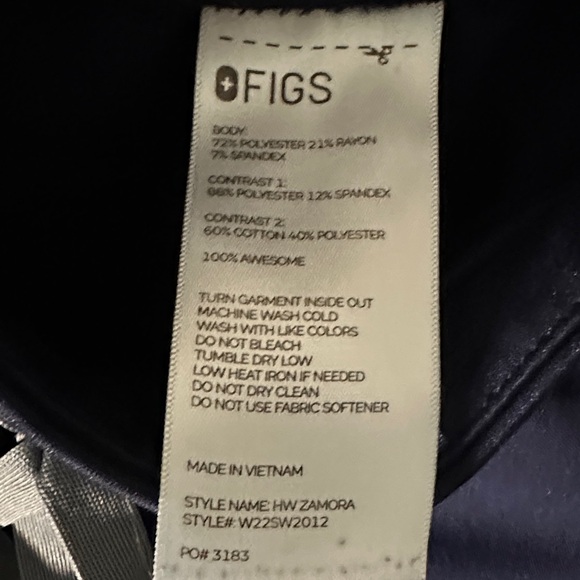 FIGS
BODY:
72% POLYESTER 21% RAYON
7% SPANDEX
CONTRAST 1:
88% POLYESTER 12% SPANDEX
CONTRAST 2:
60% COTTON 40% POLYESTER
100% AWESOME
TURN GARMENT INSIDE OUT
MACHINE WASH COLD
WASH WITH LIKE COLORS
DO NOT BLEACH
TUMBLE DRY LOW
LOW HEAT IRON IF NEEDED
DO NOT DRY CLEAN
DO NOT USE FABRIC SOFTENER
MADE IN VIETNAM
STYLE NAME: HW ZAMORA
STYLE#: W22SW2012
PO# 3183